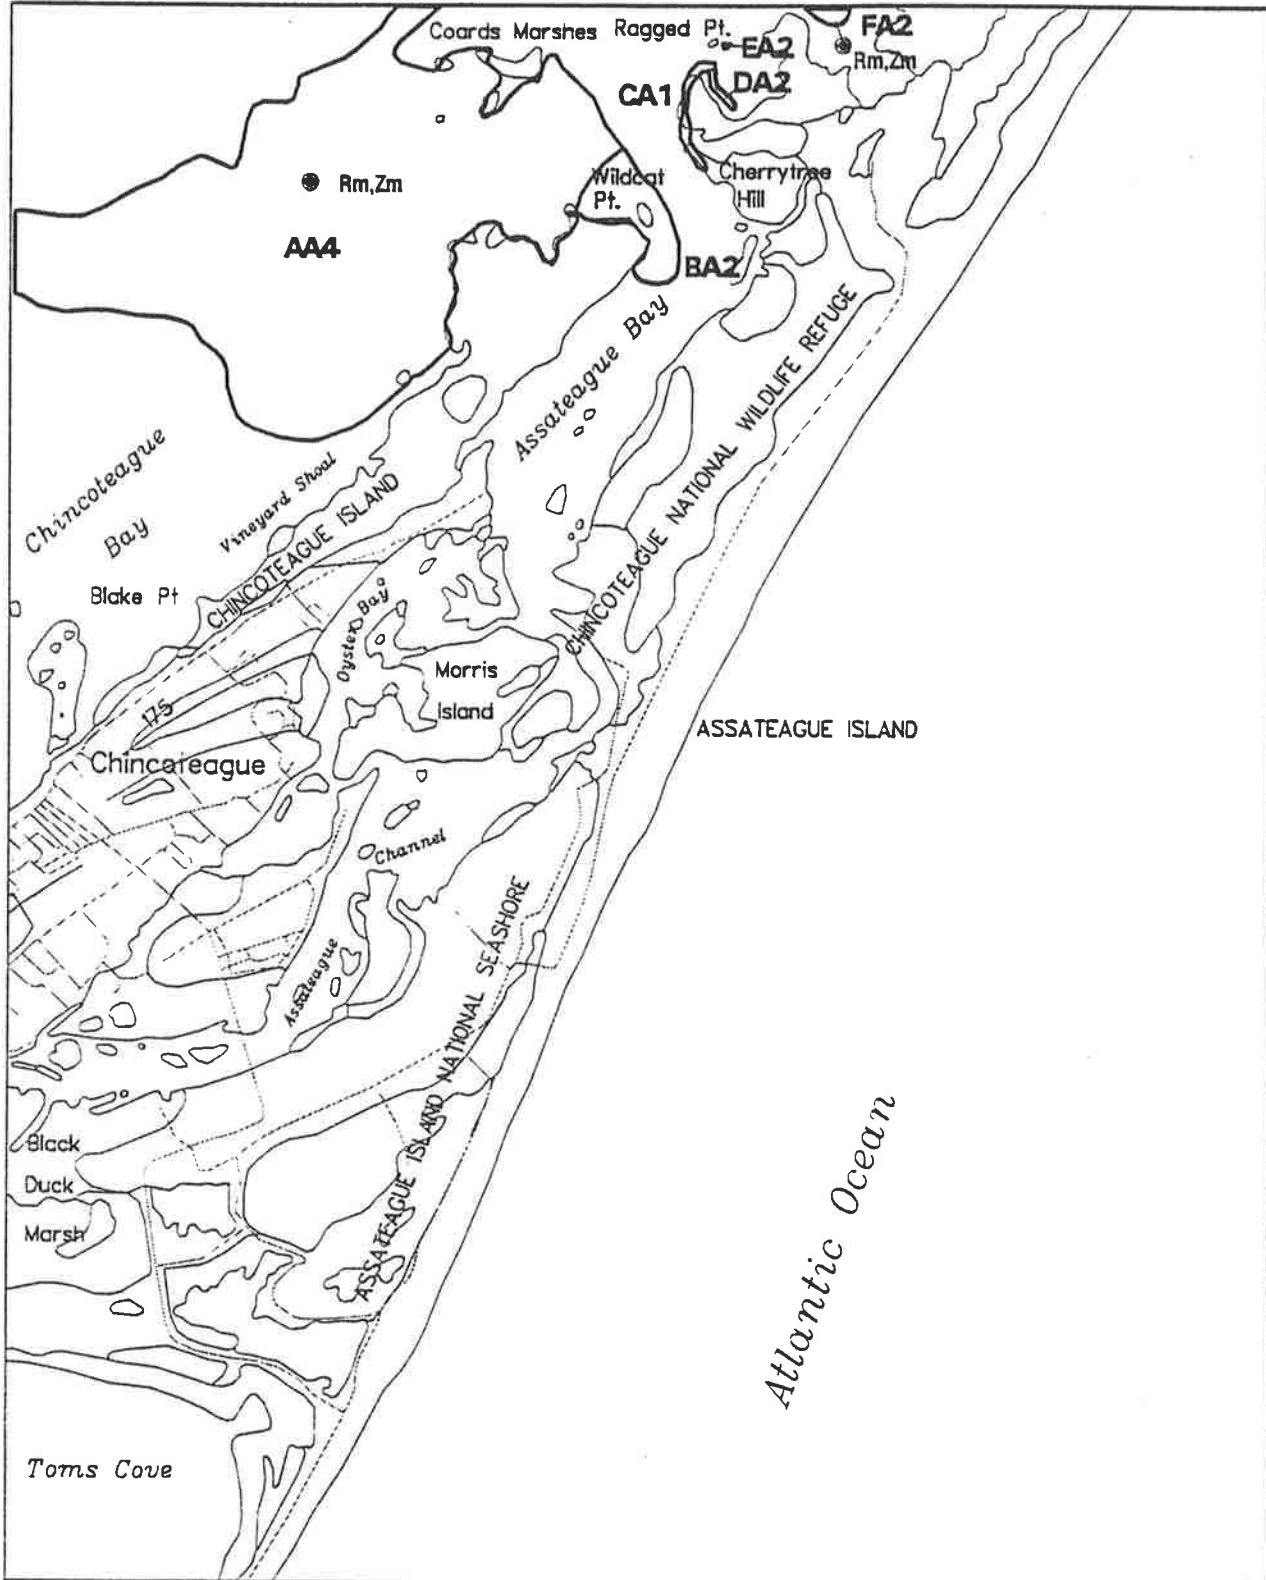 Coards Marshes Ragged Pt.
FA2
EA2
Rm,Zm
DA2
CA1
Rm,Zm
Wildcat
Pt.
Cherrytree
Hill
AA4
BA2
Assateague Bay
CHINCOTEAGUE NATIONAL WILDLIFE REFUGE
Chincoteague
Bay
Vineyard Shoal
CHINCOTEAGUE ISLAND
Blake Pt
Oyster Bay
Morris
Island
175
ASSATEAGUE ISLAND
Chincoteague
Channel
Assateague
ASSATEAGUE ISLAND NATIONAL SEASHORE
Black
Duck
Marsh
Atlantic Ocean
Toms Cove